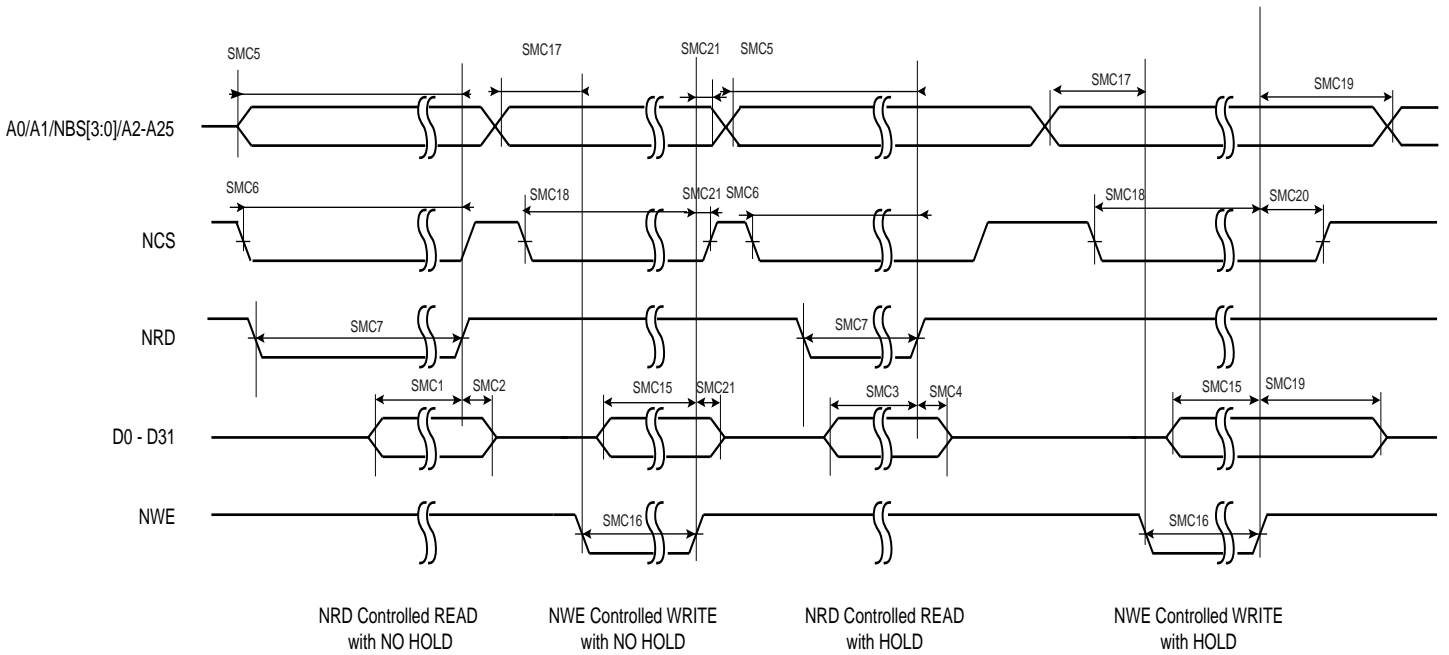 SMC5
SMC17
SMC21
SMC5
SMC17
SMC19
A0/A1/NBS[3:0]/A2-A25
SMC6
SMC18
SMC21
SMC6
SMC18
SMC20
NCS
SMC7
SMC7
NRD
SMC1
SMC2
SMC15
SMC21
SMC3
SMC4
SMC15
SMC19
D0 - D31
NWE
SMC16
SMC16
NRD Controlled READ
with NO HOLD
NWE Controlled WRITE
with NO HOLD
NRD Controlled READ
with HOLD
NWE Controlled WRITE
with HOLD